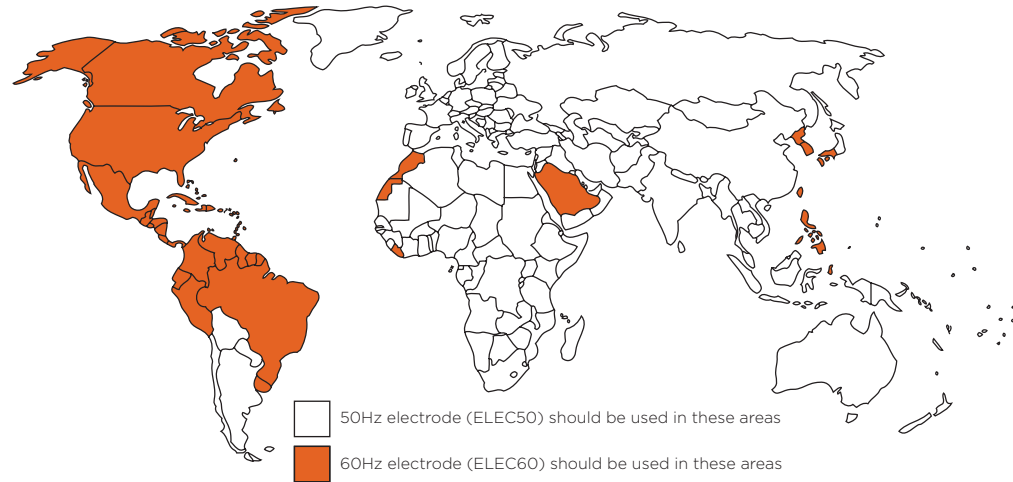 50Hz electrode (ELEC50) should be used in these areas
60Hz electrode (ELEC60) should be used in these areas